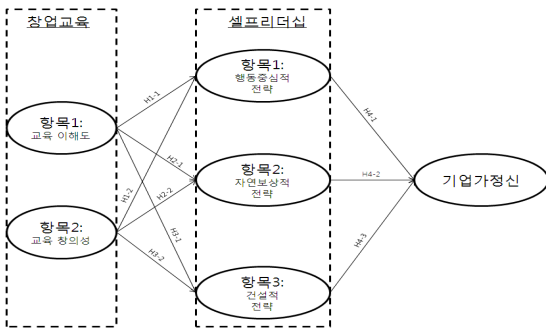 창업교육
셀프리더십
항목1:
행동중심적
전략
항목1:
교육 이해도
항목2:
자연보상적
전략
기업가정신
항목2:
교육 창의성
항목3:
건설적
전략
H1-1
H2-1
H1-2
H2-2
H3-1
H3-2
H4-1
H4-2
H4-3